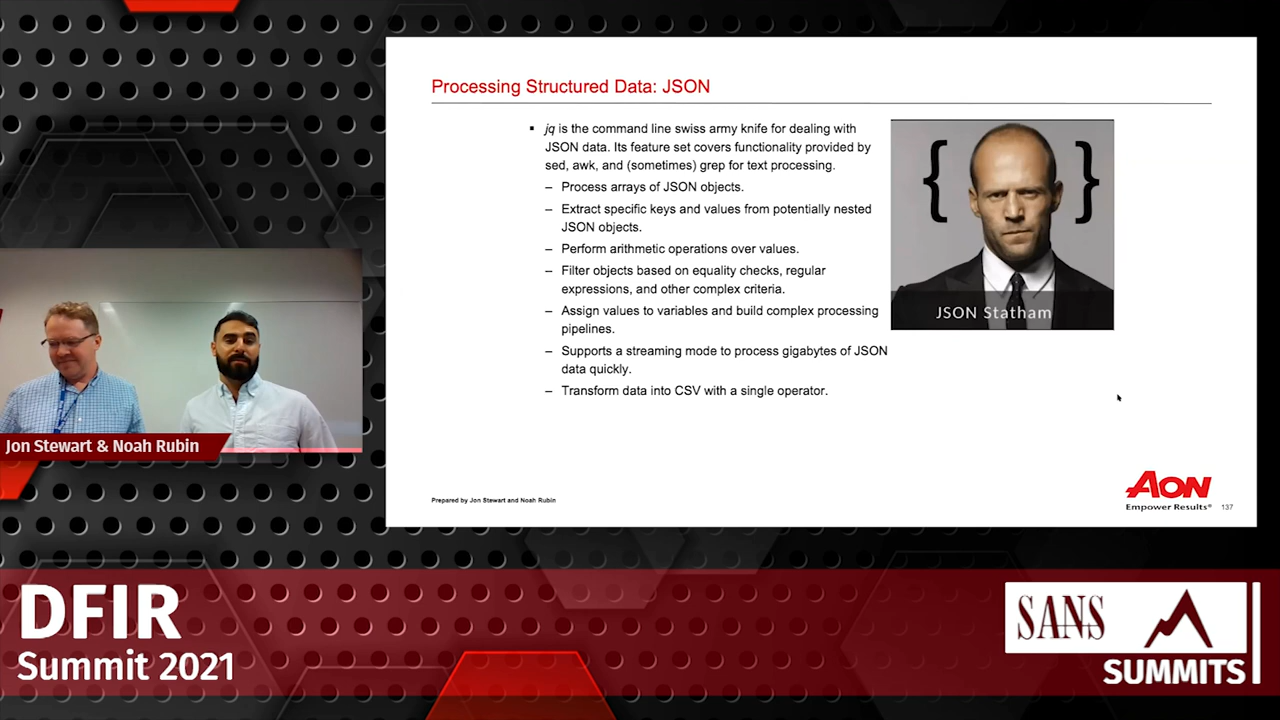 Processing Structured Data: JSON
▪ jq is the command line swiss army knife for dealing with
JSON data. Its feature set covers functionality provided by
sed, awk, and (sometimes) grep for text processing.
– Process arrays of JSON objects.
– Extract specific keys and values from potentially nested
JSON objects.
– Perform arithmetic operations over values.
– Filter objects based on equality checks, regular
expressions, and other complex criteria.
– Assign values to variables and build complex processing
pipelines.
– Supports a streaming mode to process gigabytes of JSON
data quickly.
– Transform data into CSV with a single operator.
{ }
JSON Statham
Prepared by Jon Stewart and Noah Rubin
AON
Empower Results®
137
Jon Stewart & Noah Rubin
DFIR
Summit 2021
SANS
SUMMITS